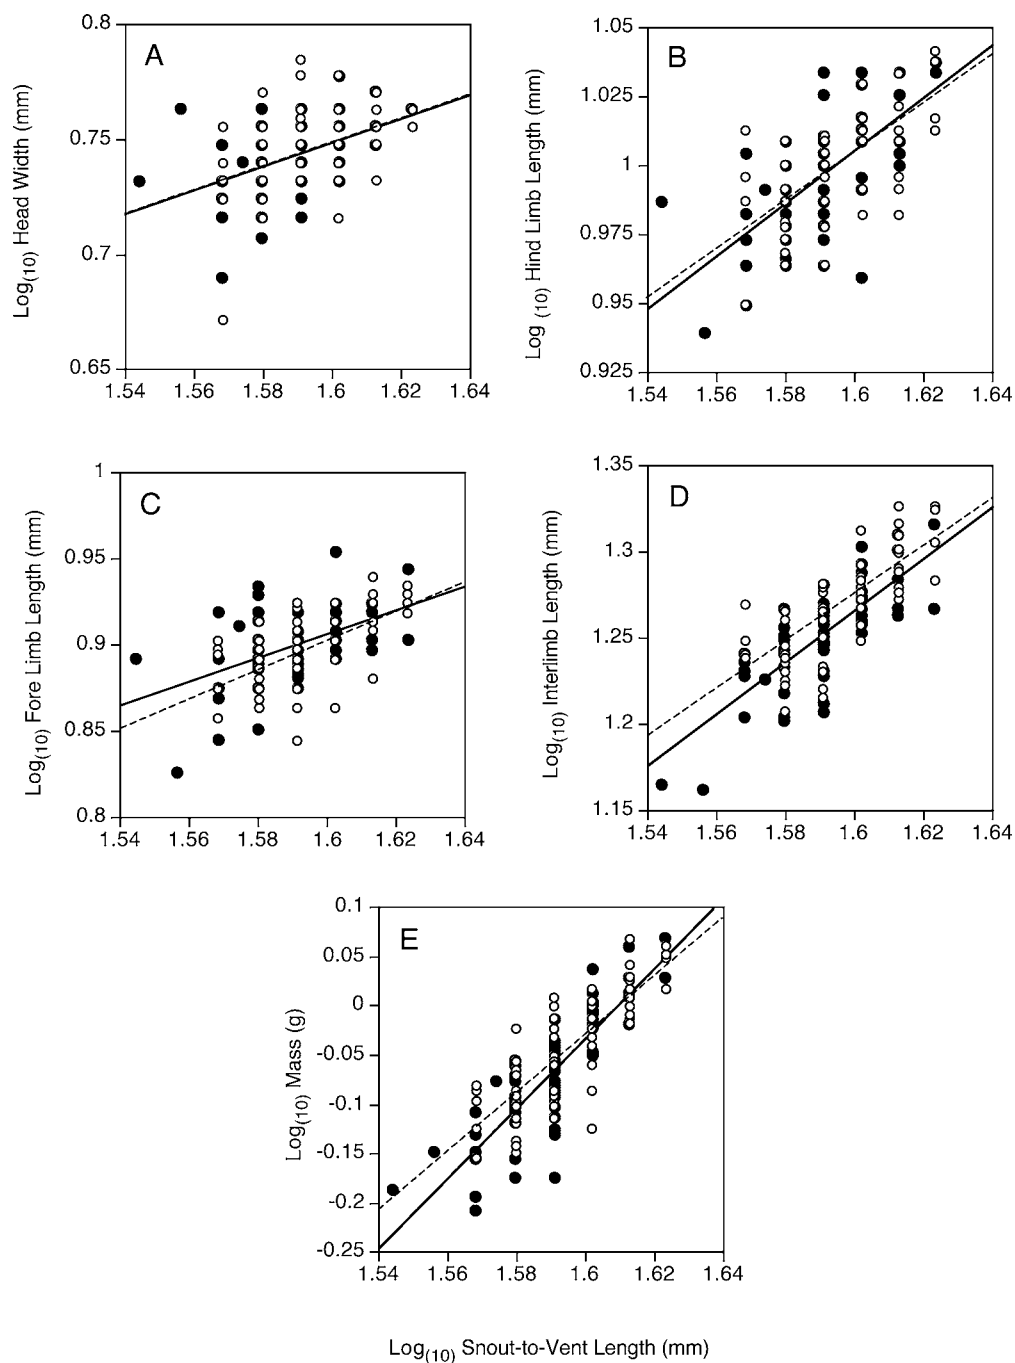 A
Log(10) Head Width (mm)
0.8
0.75
0.7
0.65
1.54 1.56 1.58 1.6 1.62 1.64
B
Log (10) Hind Limb Length (mm)
1.05
1.025
1
0.975
0.95
0.925
1.54 1.56 1.58 1.6 1.62 1.64
C
Log(10) Fore Limb Length (mm)
1
0.95
0.9
0.85
0.8
1.54 1.56 1.58 1.6 1.62 1.64
D
Log(10) Interlimb Length (mm)
1.35
1.3
1.25
1.2
1.15
1.54 1.56 1.58 1.6 1.62 1.64
E
Log(10) Mass (g)
0.1
0.05
0
-0.05
-0.1
-0.15
-0.2
-0.25
1.54 1.56 1.58 1.6 1.62 1.64
Log(10) Snout-to-Vent Length (mm)